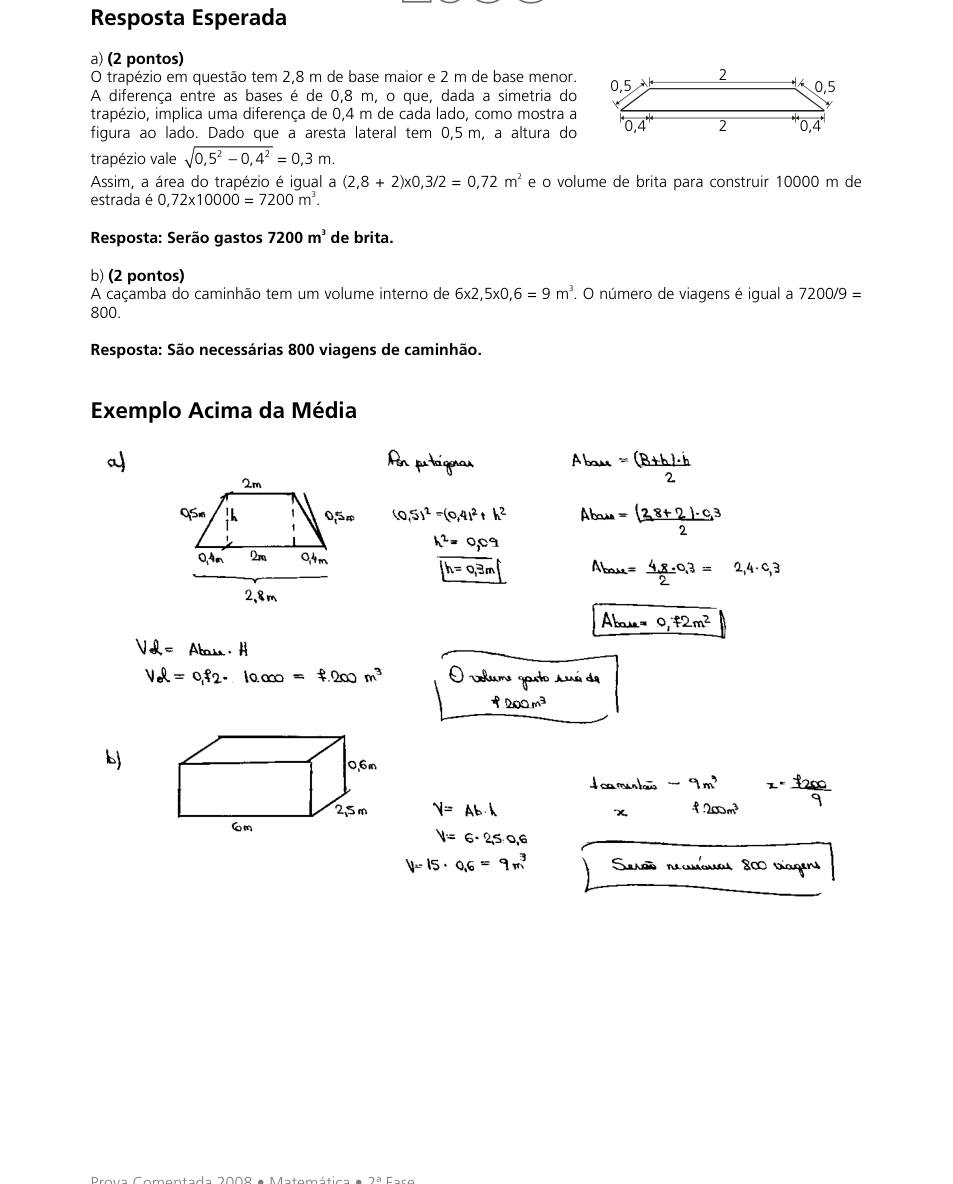 Resposta Esperada
a) (2 pontos)
O trapézio em questão tem 2,8 m de base maior e 2 m de base menor.
A diferença entre as bases é de 0,8 m, o que, dada a simetria do
trapézio, implica uma diferença de 0,4 m de cada lado, como mostra a
figura ao lado. Dado que a aresta lateral tem 0,5 m, a altura do
trapézio vale √0,5² – 0,4² = 0,3 m.
0,5 2 0,5
0,4 2 0,4
Assim, a área do trapézio é igual a (2,8 + 2)x0,3/2 = 0,72 m² e o volume de brita para construir 10000 m de
estrada é 0,72x10000 = 7200 m³.
Resposta: Serão gastos 7200 m³ de brita.
b) (2 pontos)
A caçamba do caminhão tem um volume interno de 6x2,5x0,6 = 9 m³. O número de viagens é igual a 7200/9 =
800.
Resposta: São necessárias 800 viagens de caminhão.
Exemplo Acima da Média
a)
2m
0,5m h 0,5m
0,4m 2m 0,4m
2,8m
Por pitágoras
(0,5)² = (0,4)² + h²
h² = 0,09
h = 0,3m
Abase = (B+b).h
2
Abase = (2,8+2).0,3
2
Abase = 4,8.0,3 = 2,4.0,3
2
Abase = 0,72m²
Vol = Abase . H
Vol = 0,72 . 10.000 = 7.200 m³
O volume gasto será de
7.200m³
b)
0,6m
2,5m
6m
V= Ab.h
V= 6.2,5.0,6
V= 15 . 0,6 = 9m³
1 caminhão – 9m³
x 7.200m³
x = 7200
9
Serão necessárias 800 viagens
Prova Comentada 2008 • Matemática • 2ª Fase